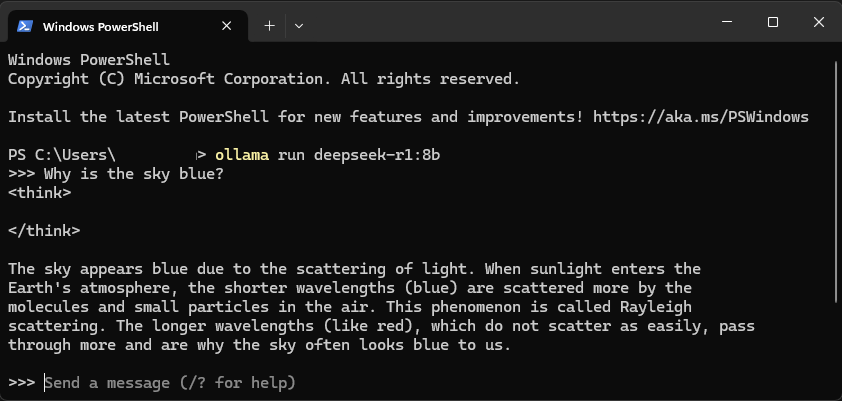 Windows PowerShell
Windows PowerShell
Copyright (C) Microsoft Corporation. All rights reserved.
Install the latest PowerShell for new features and improvements! https://aka.ms/PSWindows
PS C:\Users\ > ollama run deepseek-r1:8b
>>> Why is the sky blue?
<think>
</think>
The sky appears blue due to the scattering of light. When sunlight enters the
Earth's atmosphere, the shorter wavelengths (blue) are scattered more by the
molecules and small particles in the air. This phenomenon is called Rayleigh
scattering. The longer wavelengths (like red), which do not scatter as easily, pass
through more and are why the sky often looks blue to us.
>>> Send a message (/? for help)